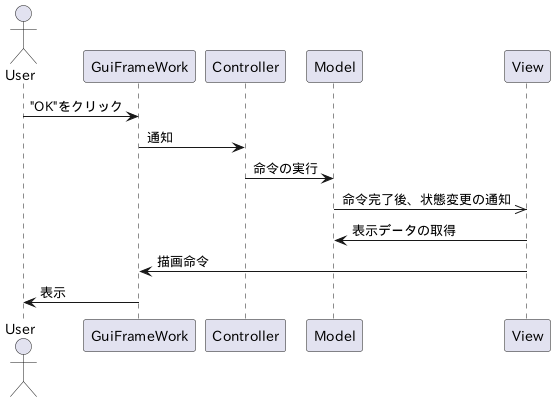 User
GuiFrameWork
Controller
Model
View
"OK"をクリック
通知
命令の実行
命令完了後、状態変更の通知
表示データの取得
描画命令
表示
User
GuiFrameWork
Controller
Model
View